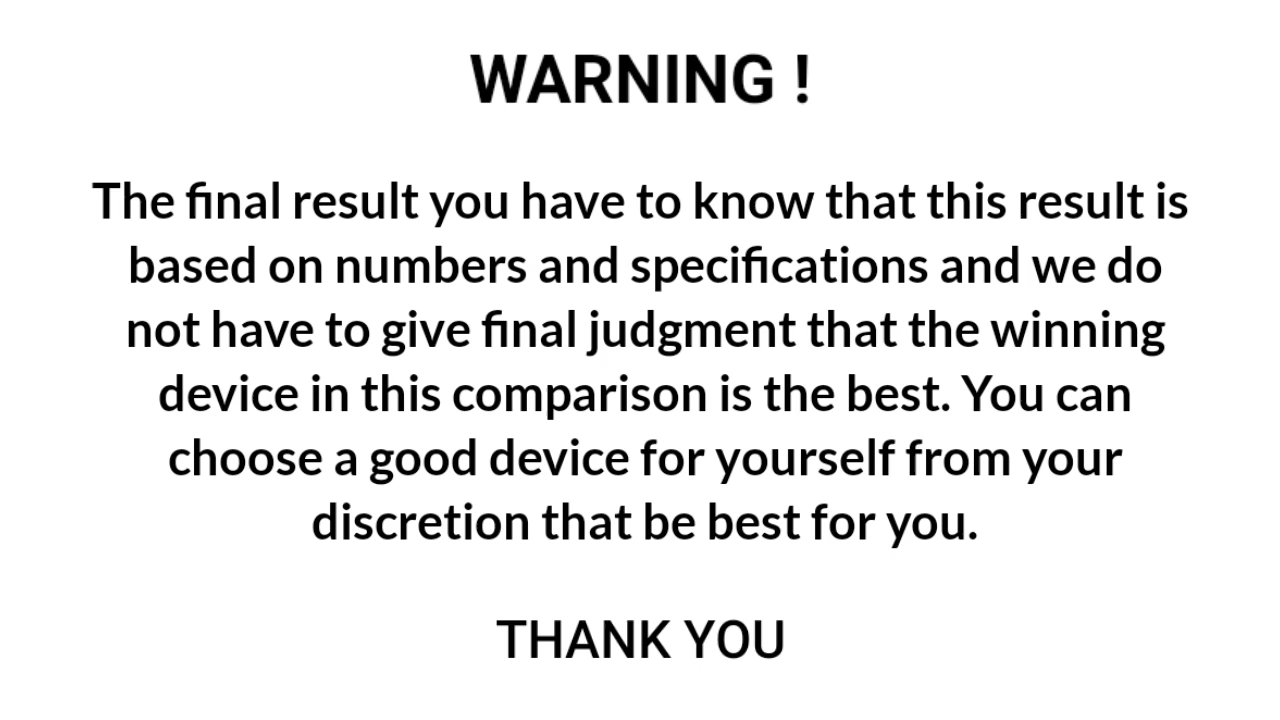 WARNING !
The final result you have to know that this result is
based on numbers and specifications and we do
not have to give final judgment that the winning
device in this comparison is the best. You can
choose a good device for yourself from your
discretion that be best for you.
THANK YOU